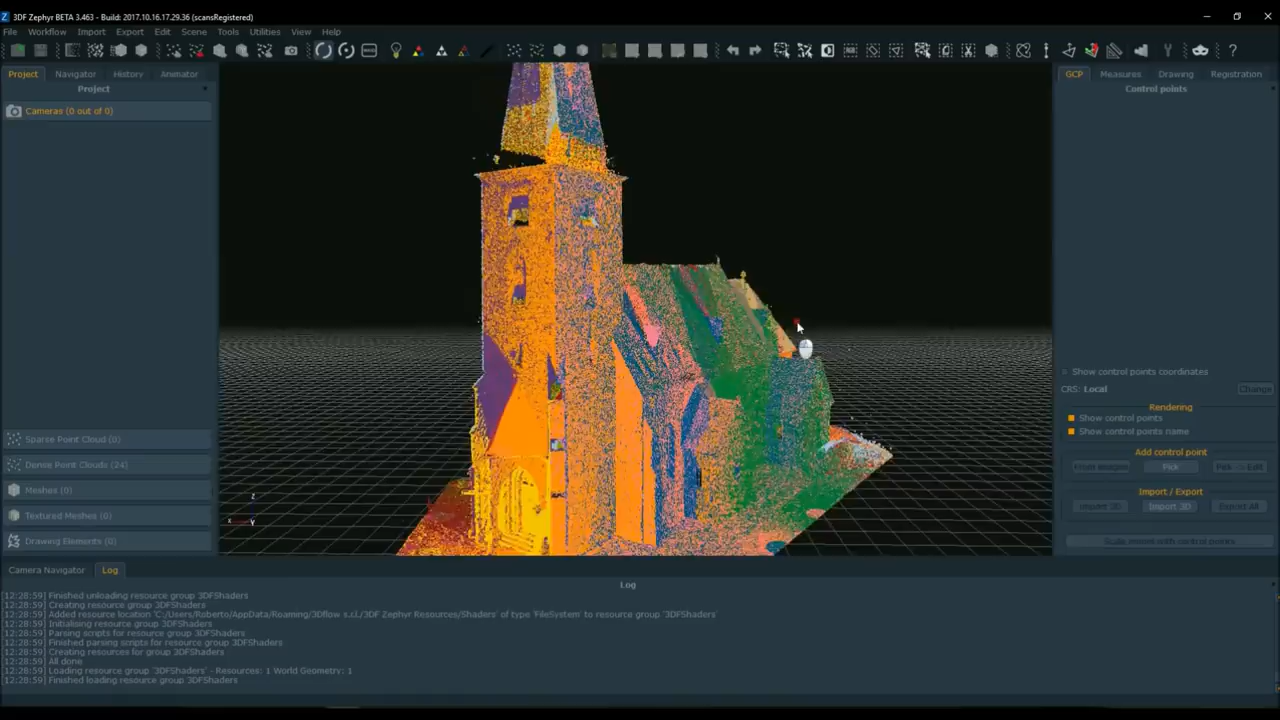 3DF Zephyr BETA 3.463 - Build: 2017.10.16.17.29.36 (scansRegistered)
File Workflow Import Export Edit Scene Tools Utilities View Help
Project Navigator History Animator
Project
Cameras (0 out of 0)
Sparse Point Cloud (0)
Dense Point Clouds (24)
Meshes (0)
Textured Meshes (0)
Drawing Elements (0)
GCP Measures Drawing Registration
Control points
Show control points coordinates
CRS: Local Change
Rendering
Show control points
Show control points name
Add control point
Pick
Import / Export
Import 3D Export All
Scale model with control points
Camera Navigator Log
Log
[12:28:59] Finished unloading resource group 3DFShaders
[12:28:59] Creating resource group 3DFShaders
[12:28:59] Added resource location 'C:/Users/Roberto/AppData/Roaming/3Dflow s.r.l./3DF Zephyr Resources/Shaders' of type 'FileSystem' to resource group '3DFShaders'
[12:28:59] Initialising resource group 3DFShaders
[12:28:59] Parsing scripts for resource group 3DFShaders
[12:28:59] Finished parsing scripts for resource group 3DFShaders
[12:28:59] Creating resources for group 3DFShaders
[12:28:59] All done
[12:28:59] Loading resource group '3DFShaders' - Resources: 1 World Geometry: 1
[12:28:59] Finished loading resource group 3DFShaders